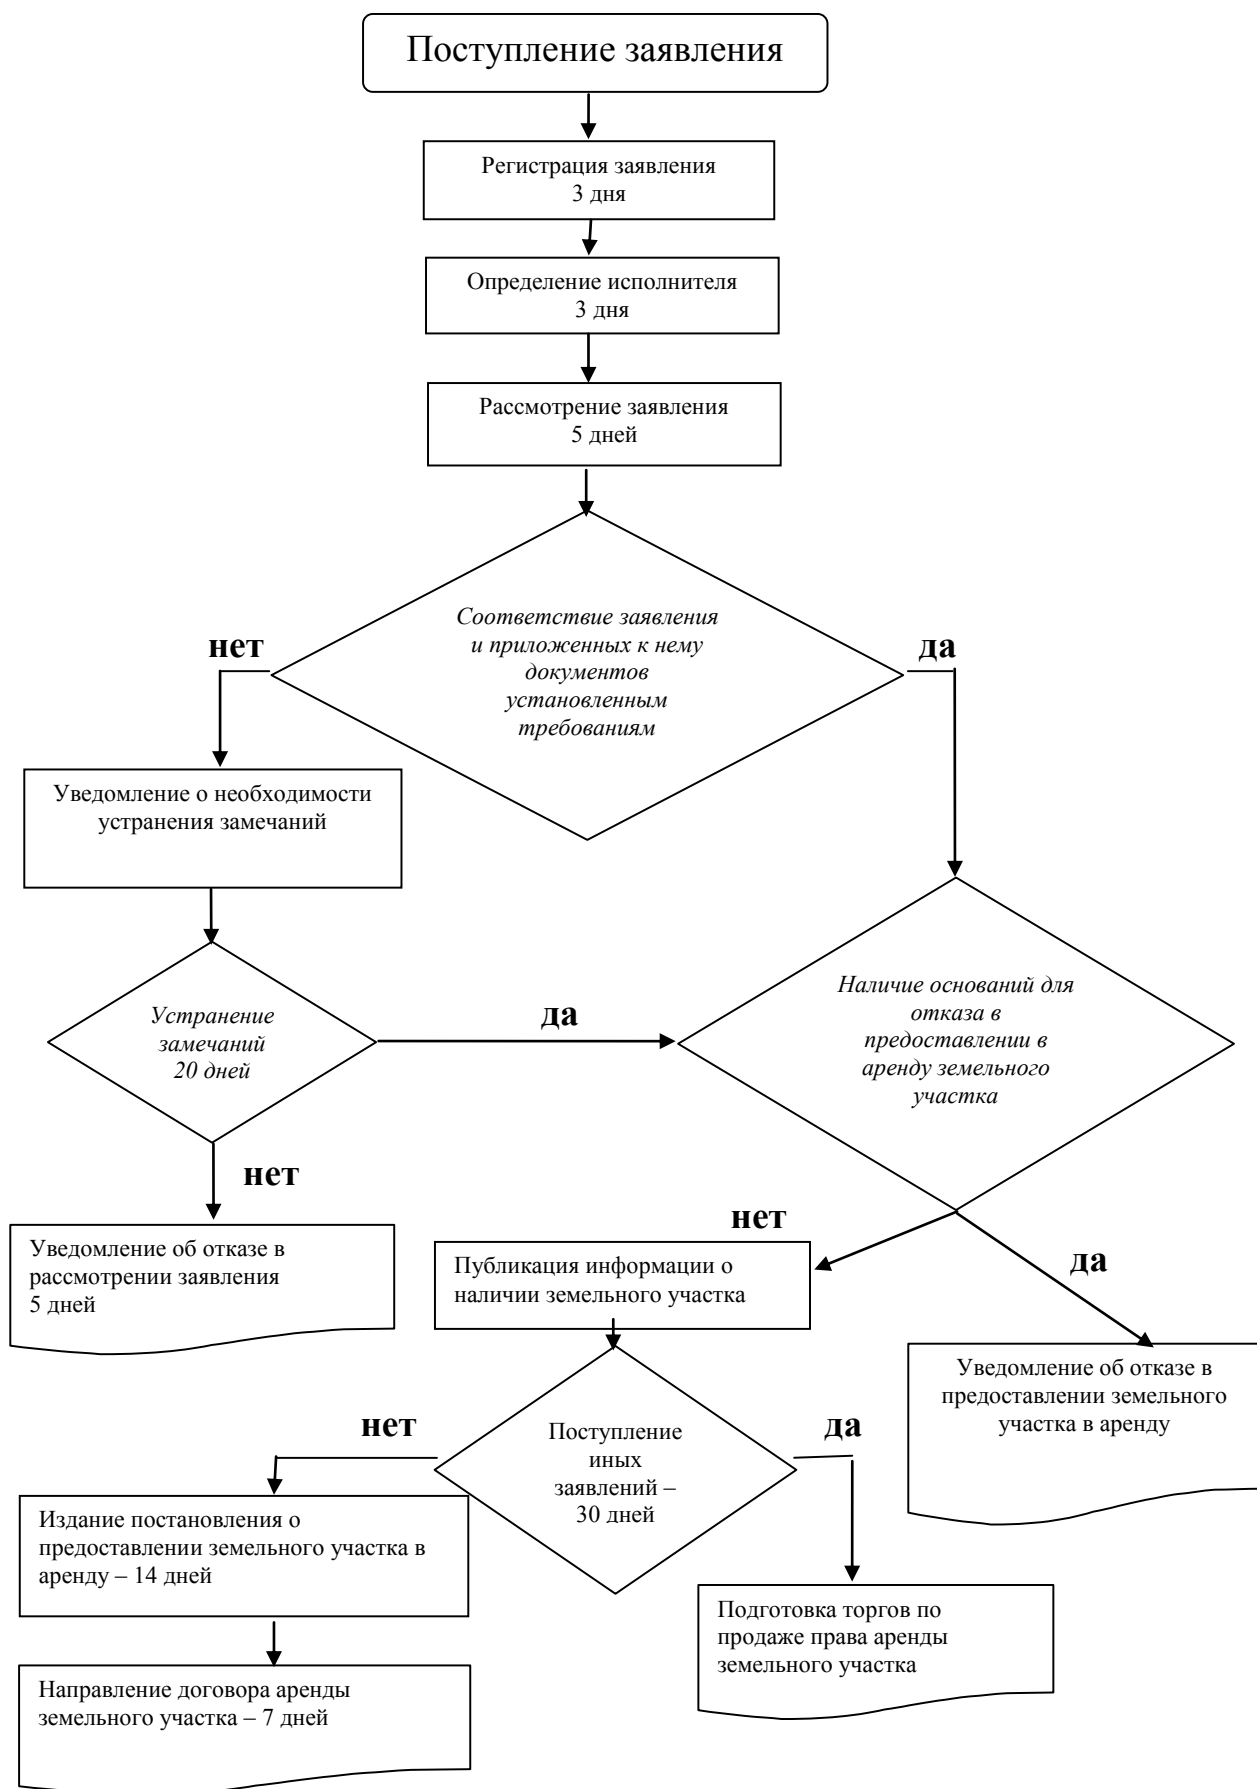 Поступление заявления
Регистрация заявления
3 дня
Определение исполнителя
3 дня
Рассмотрение заявления
5 дней
Соответствие заявления
и приложенных к нему
документов
установленным
требованиям
нет
да
Уведомление о необходимости
устранения замечаний
Устранение
замечаний
20 дней
да
Наличие оснований для
отказа в
предоставлении в
аренду земельного
участка
нет
Уведомление об отказе в
рассмотрении заявления
5 дней
нет
Публикация информации о
наличии земельного участка
да
Уведомление об отказе в
предоставлении земельного
участка в аренду
нет
Поступление
иных
заявлений –
30 дней
да
Издание постановления о
предоставлении земельного участка в
аренду – 14 дней
Подготовка торгов по
продаже права аренды
земельного участка
Направление договора аренды
земельного участка – 7 дней